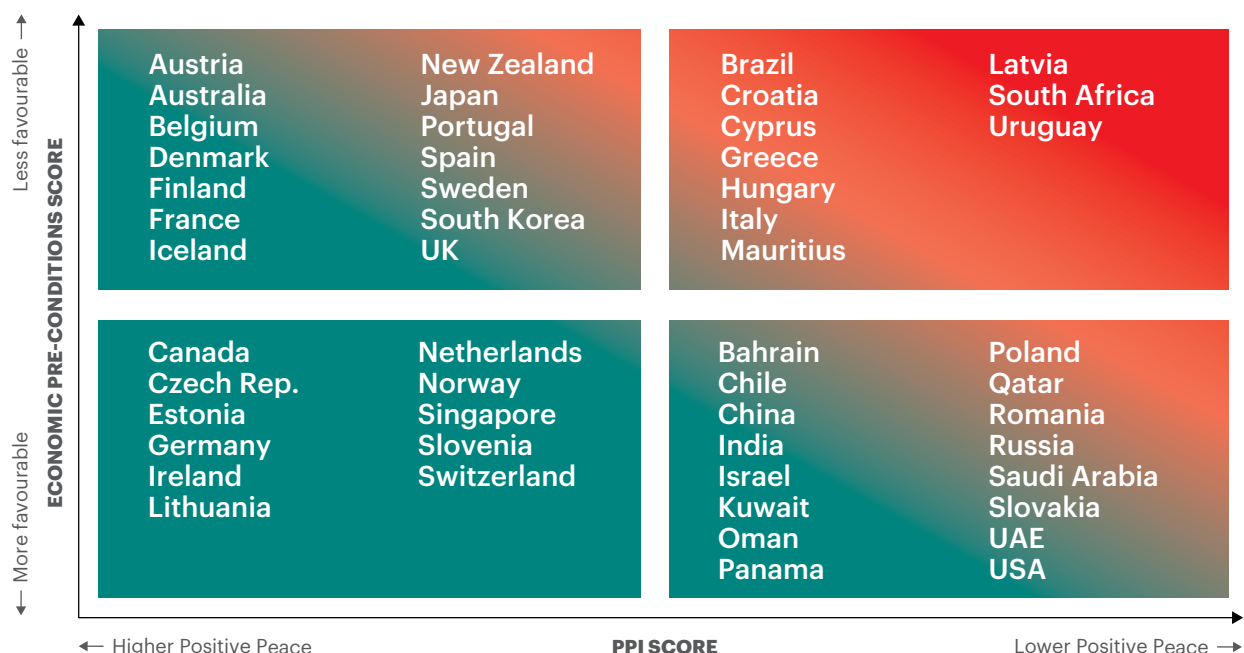 ← Less favourable →
ECONOMIC PRE-CONDITIONS SCORE
← More favourable
Austria
Australia
Belgium
Denmark
Finland
France
Iceland
New Zealand
Japan
Portugal
Spain
Sweden
South Korea
UK
Brazil
Croatia
Cyprus
Greece
Hungary
Italy
Mauritius
Latvia
South Africa
Uruguay
Canada
Czech Rep.
Estonia
Germany
Ireland
Lithuania
Netherlands
Norway
Singapore
Slovenia
Switzerland
Bahrain
Chile
China
India
Israel
Kuwait
Oman
Panama
Poland
Qatar
Romania
Russia
Saudi Arabia
Slovakia
UAE
USA
← Higher Positive Peace
PPI SCORE
Lower Positive Peace →